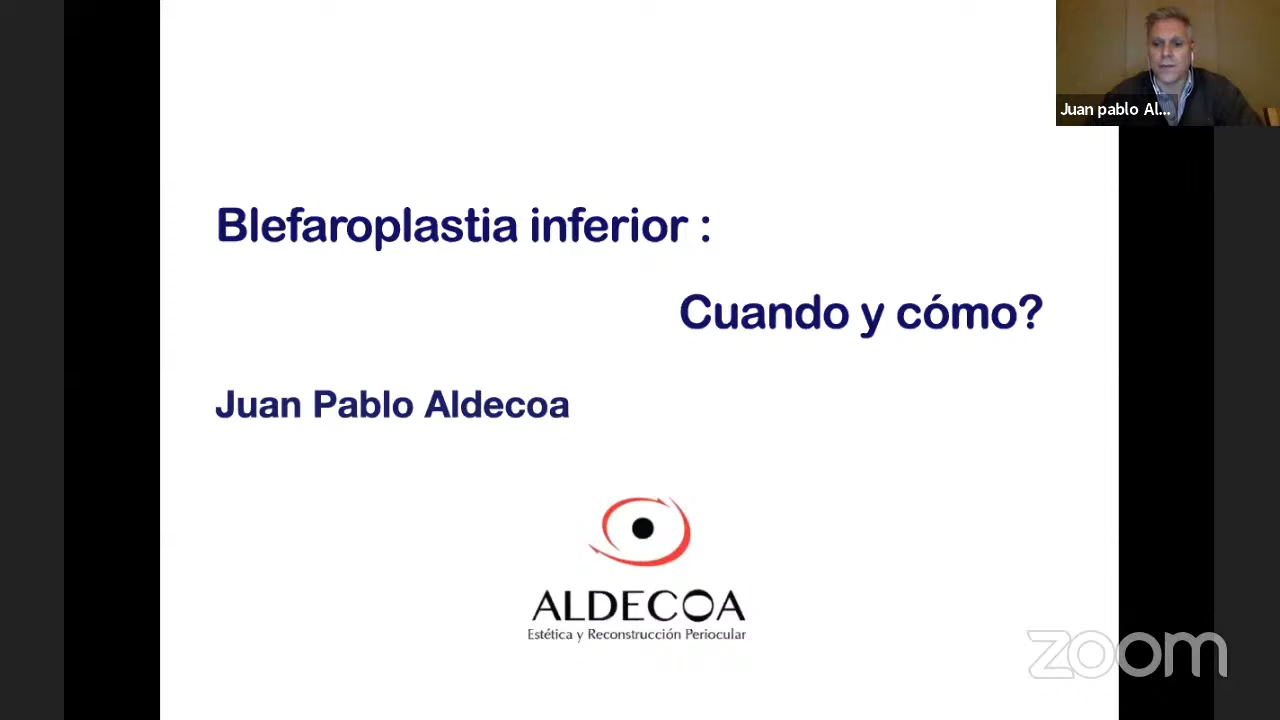 Juan pablo Al...
Blefaroplastia inferior :
Cuando y cómo?
Juan Pablo Aldecoa
ALDECOA
Estética y Reconstrucción Periocular
zoom